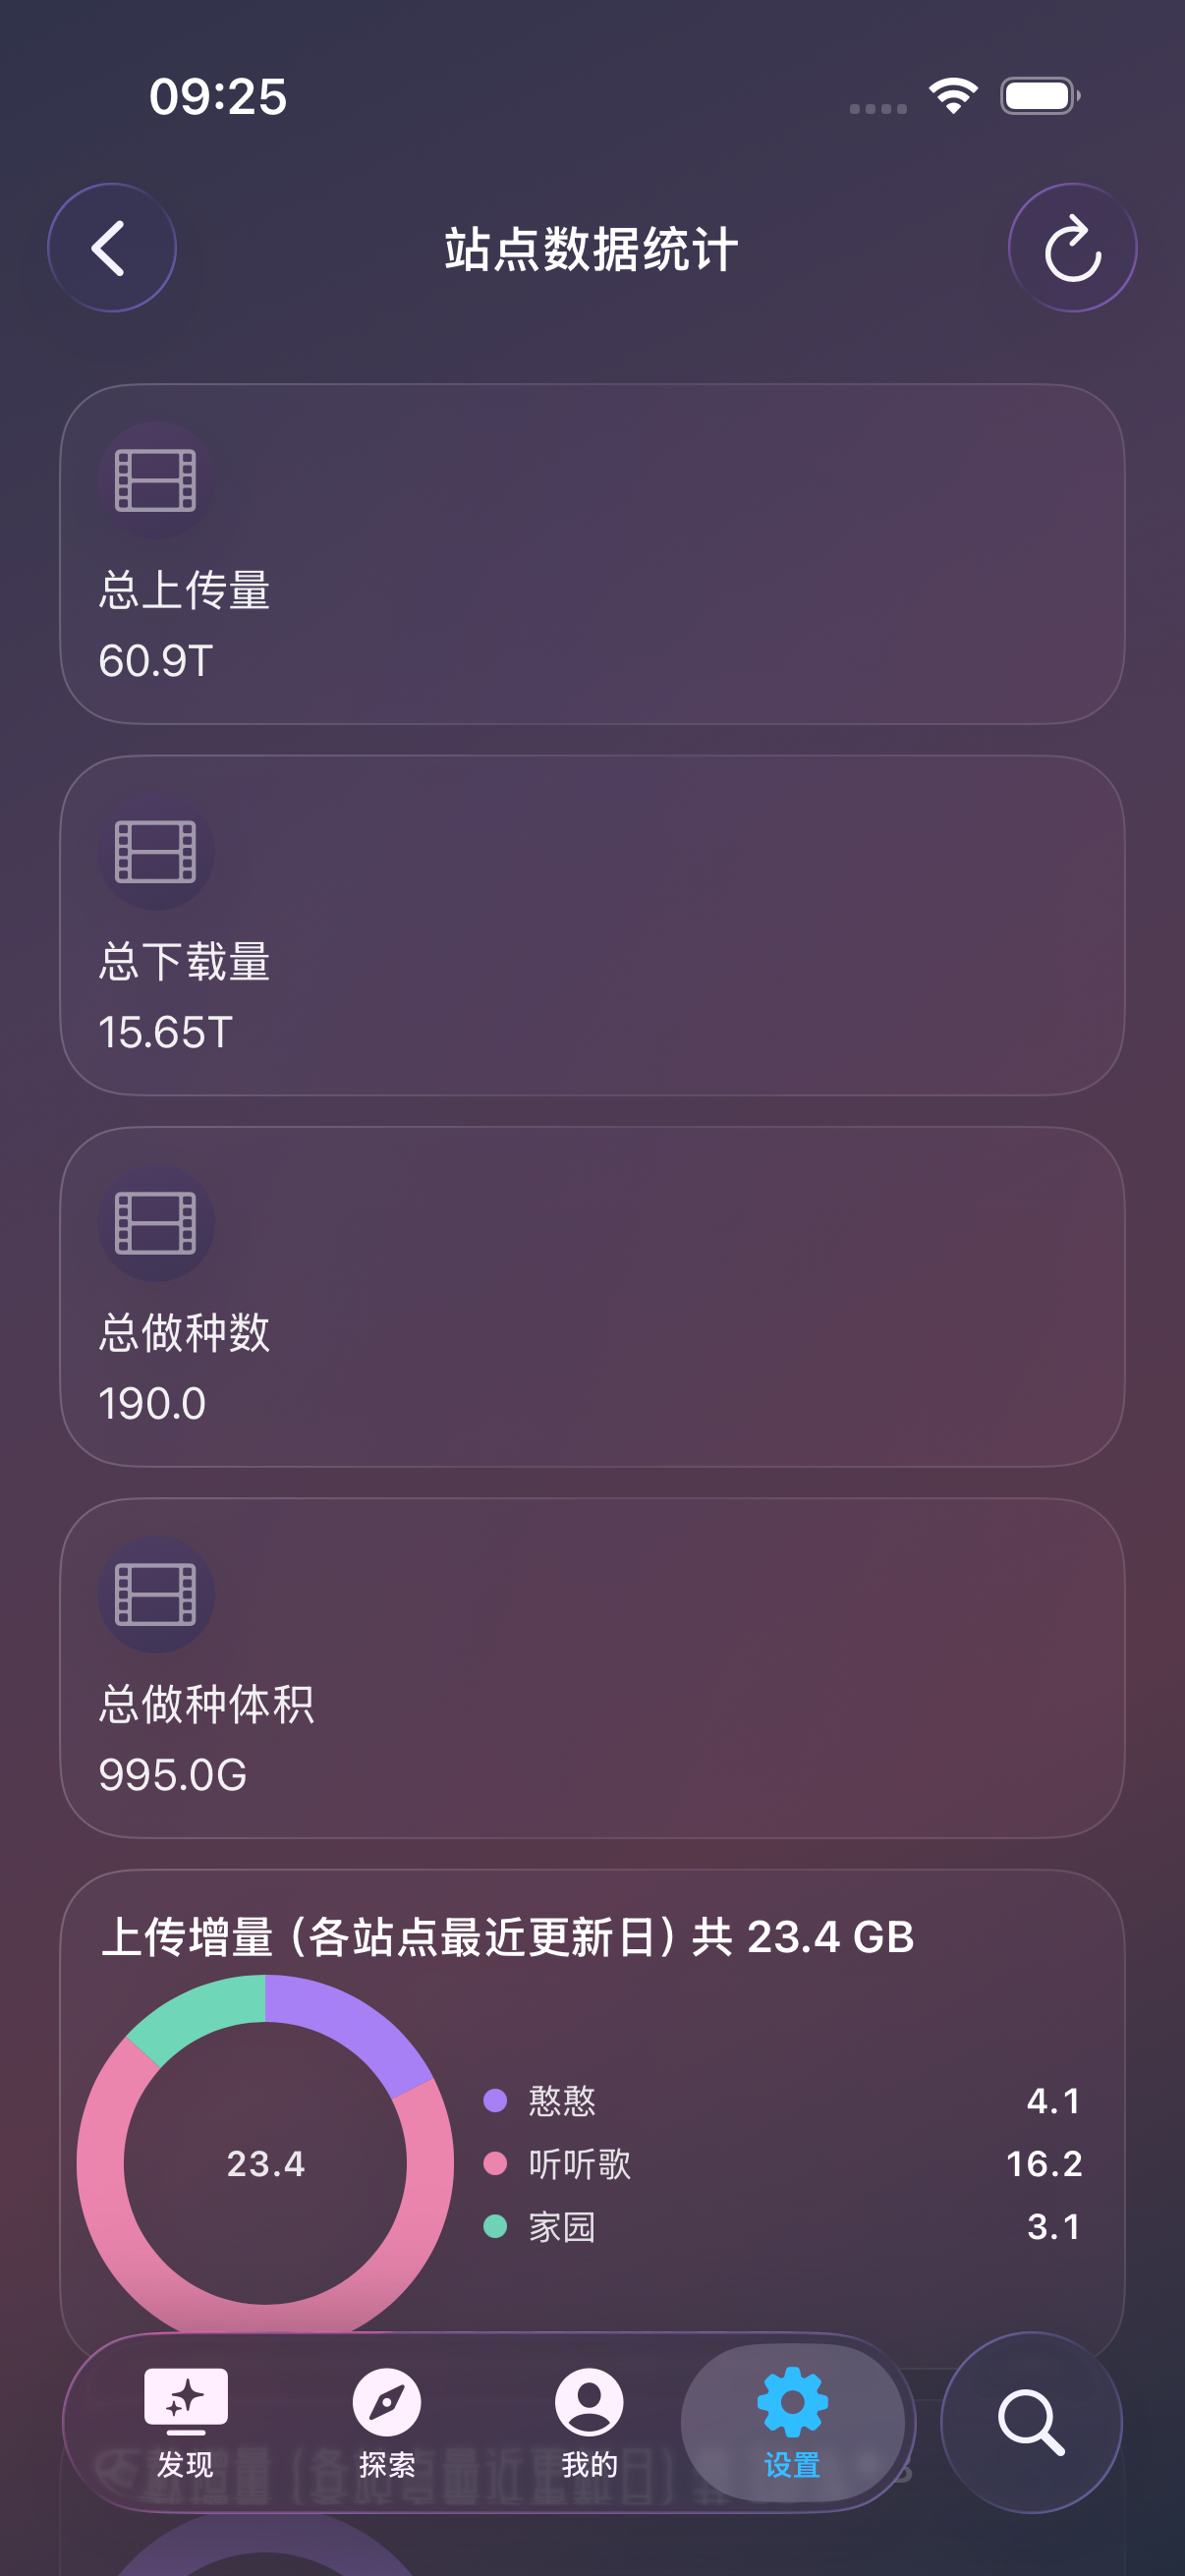 09:25
站点数据统计
总上传量
60.9T
总下载量
15.65T
总做种数
190.0
总做种体积
995.0G
上传增量（各站点最近更新日）共 23.4 GB
23.4
憨憨 4.1
听听歌 16.2
家园 3.1
发现 探索 我的 设置